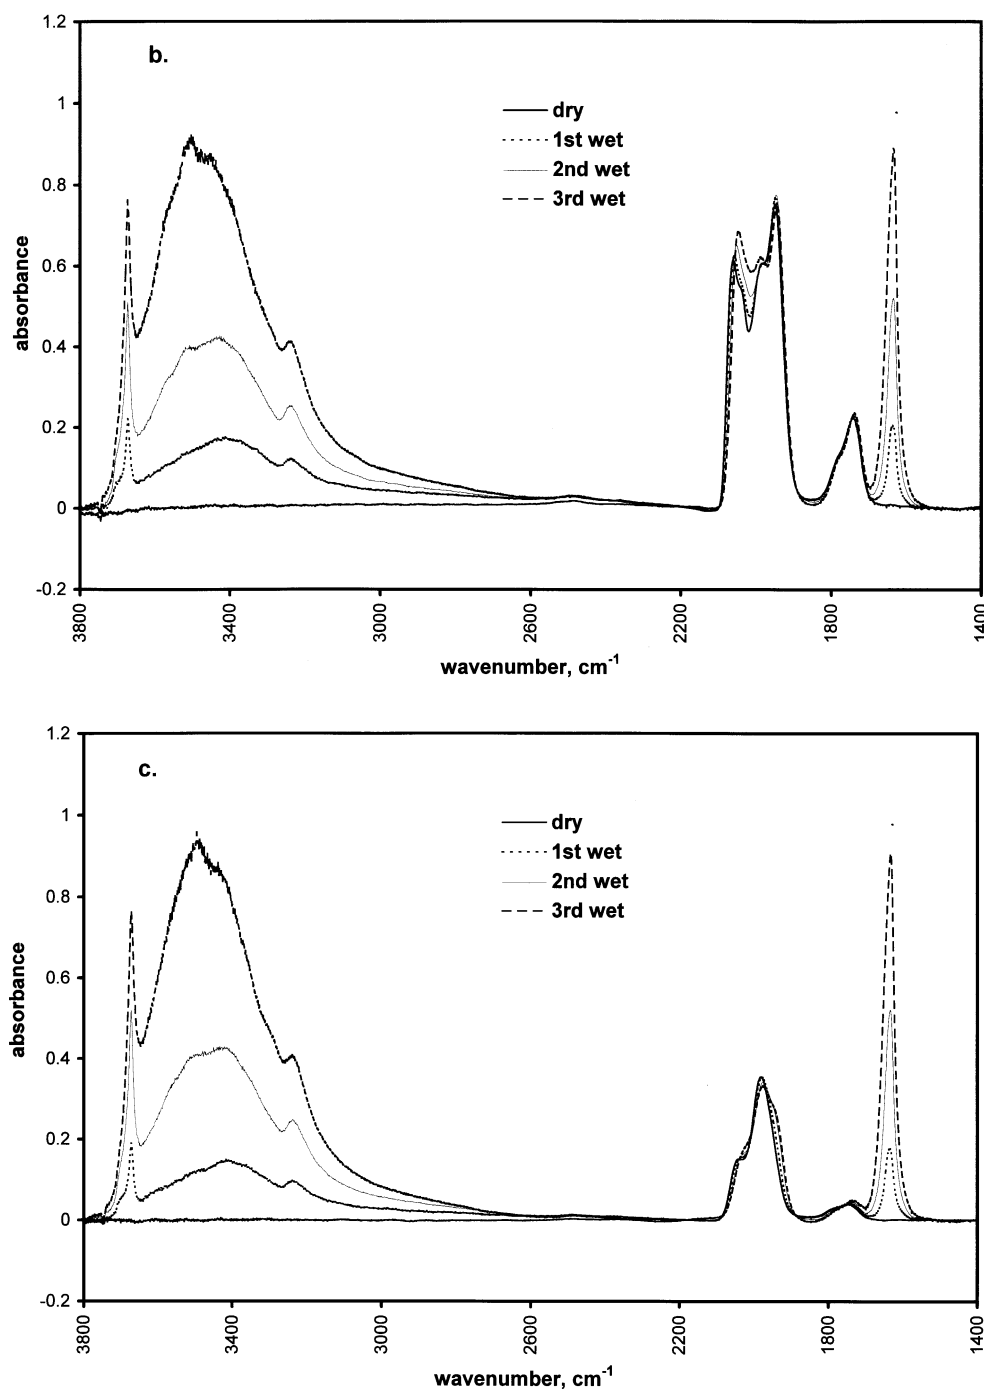 1.2
b.
1
dry
1st wet
0.8
2nd wet
3rd wet
0.6
absorbance
0.4
0.2
0
-0.2
3800
3400
3000
2600
2200
1800
1400
wavenumber, cm-1
1.2
c.
1
dry
1st wet
0.8
2nd wet
3rd wet
0.6
absorbance
0.4
0.2
0
-0.2
3800
3400
3000
2600
2200
1800
1400
wavenumber, cm-1